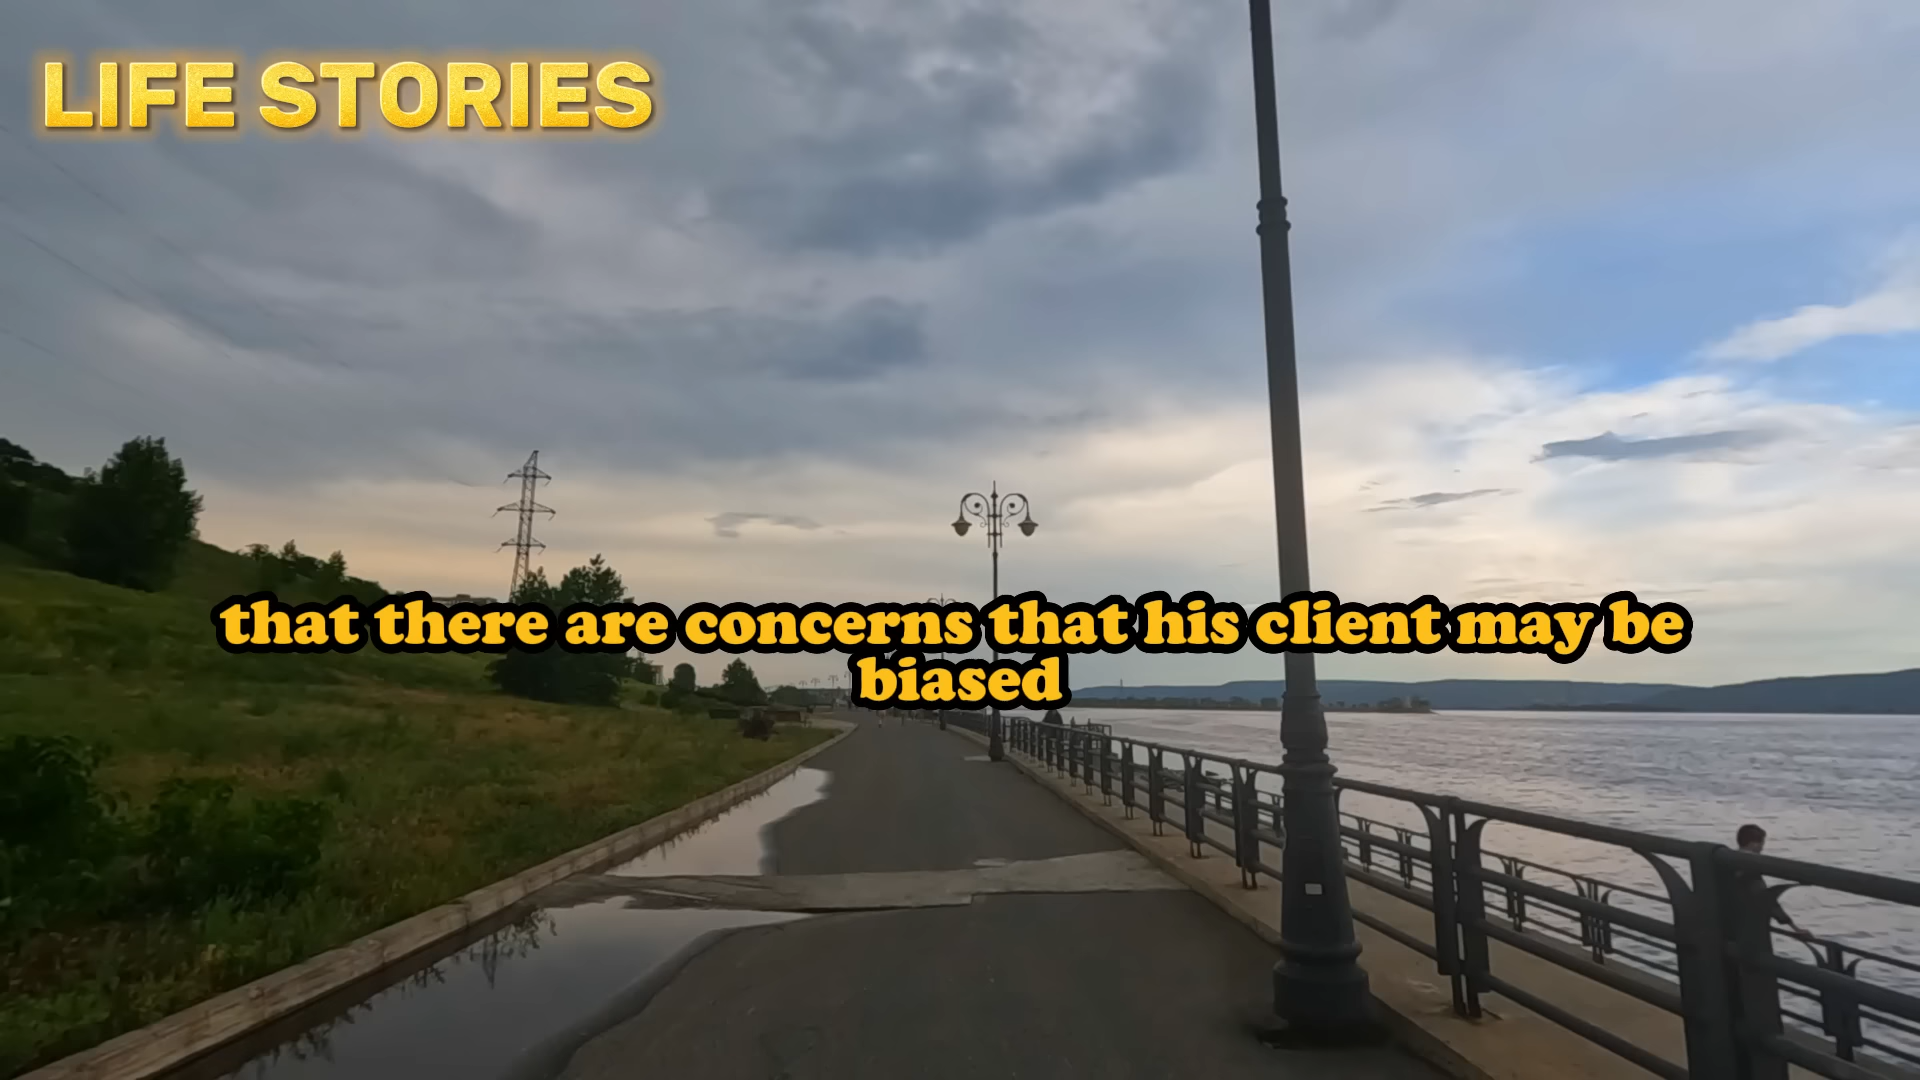 LIFE STORIES
that there are concerns that his client may be
biased